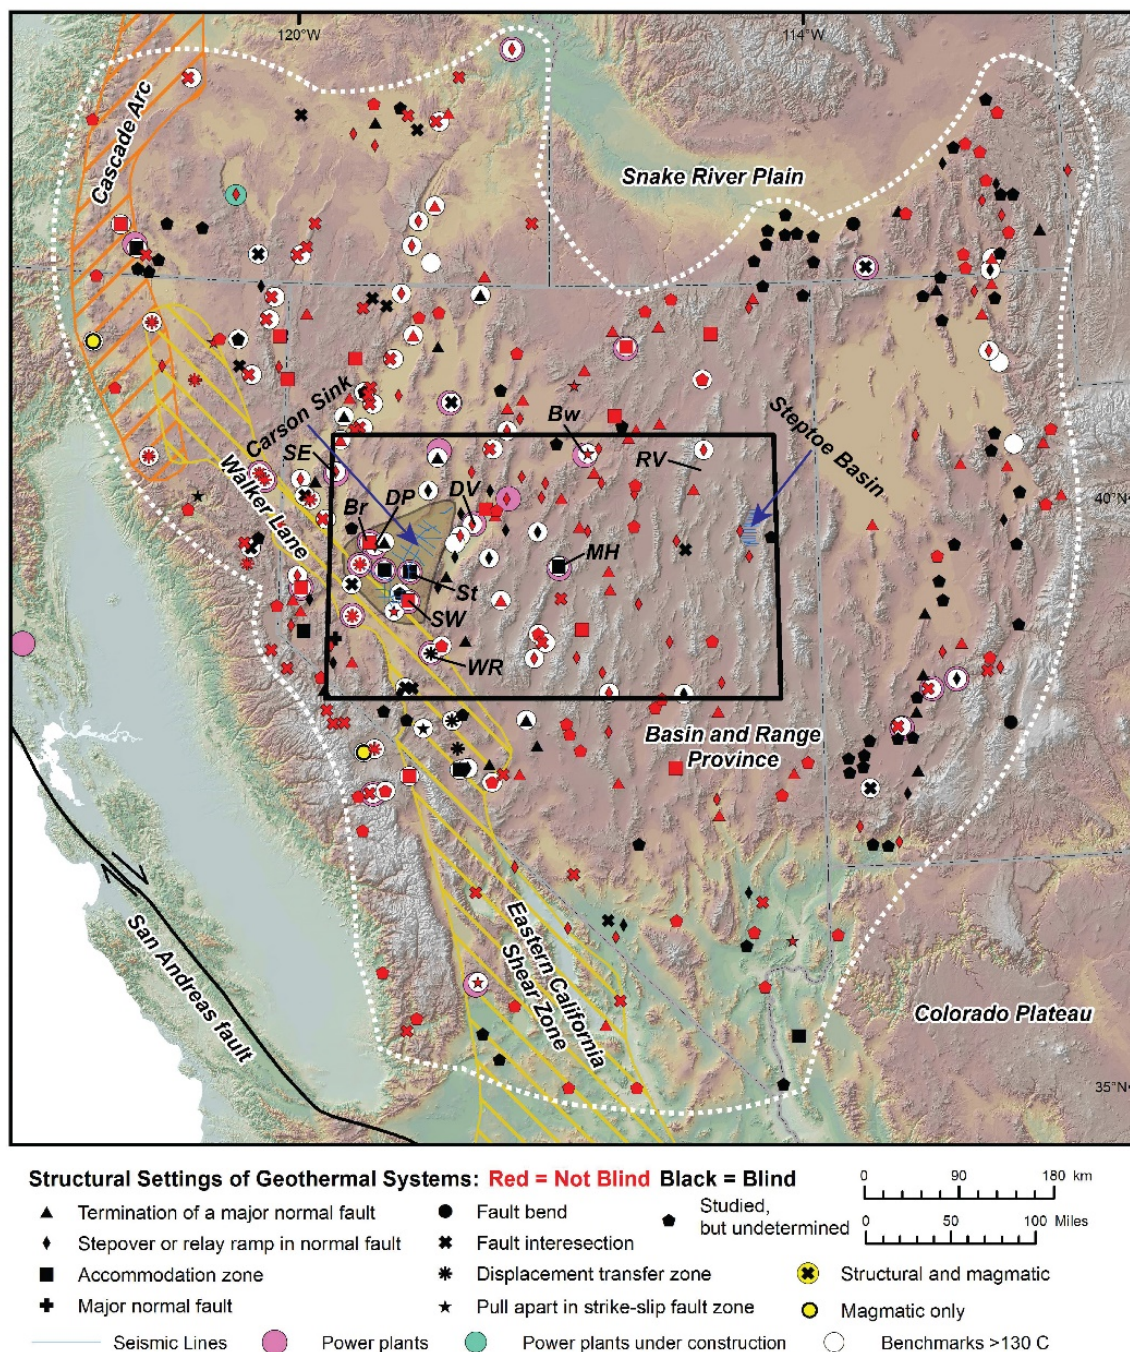 120°W
114°W
Cascade Arc
Snake River Plain
Carson Sink
Steptoe Basin
Bw
RV
SE
Walker Lane
Br
DP
DV
40°N
MH
St
SW
WR
Basin and Range
Province
San Andreas fault
Eastern California
Shear Zone
Colorado Plateau
35°N
Structural Settings of Geothermal Systems: Red = Not Blind Black = Blind
0 90 180 km
0 50 100 Miles
Termination of a major normal fault
Fault bend
Studied,
but undetermined
Stepover or relay ramp in normal fault
Fault interesection
Accommodation zone
Displacement transfer zone
Structural and magmatic
Major normal fault
Pull apart in strike-slip fault zone
Magmatic only
Seismic Lines
Power plants
Power plants under construction
Benchmarks >130 C